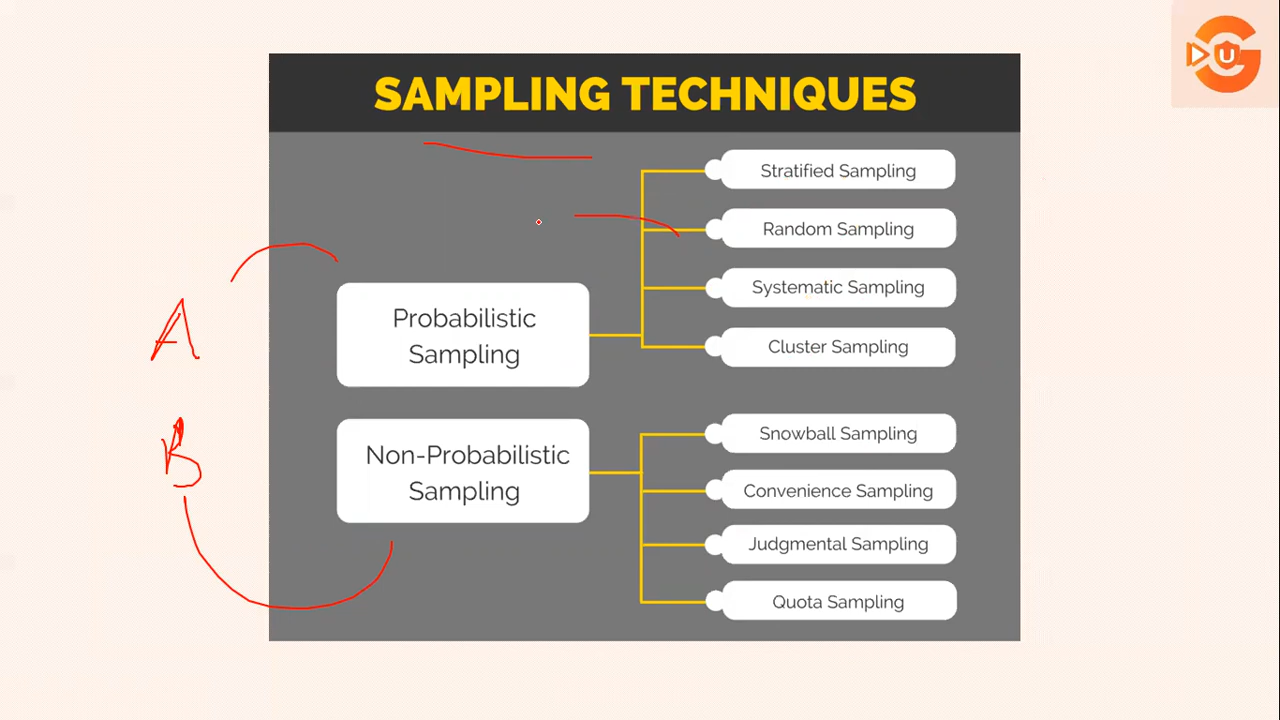 SAMPLING TECHNIQUES
Stratified Sampling
Random Sampling
Systematic Sampling
Cluster Sampling
Probabilistic
Sampling
A
B
Non-Probabilistic
Sampling
Snowball Sampling
Convenience Sampling
Judgmental Sampling
Quota Sampling
U